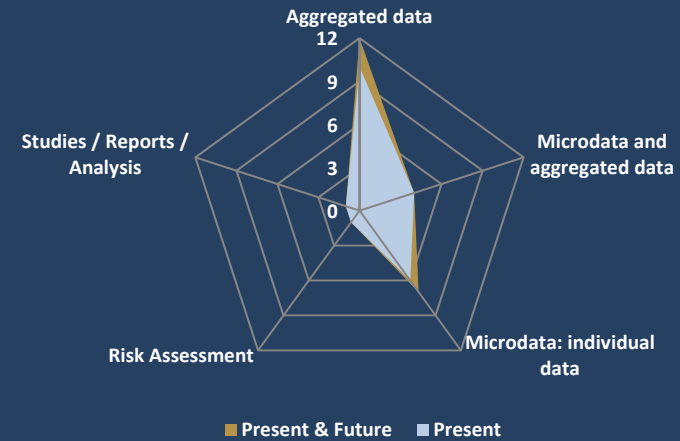 Aggregated data
12
9
6
3
0
Studies / Reports /
Analysis
Microdata and
aggregated data
Risk Assessment
Microdata: individual
data
Present & Future
Present